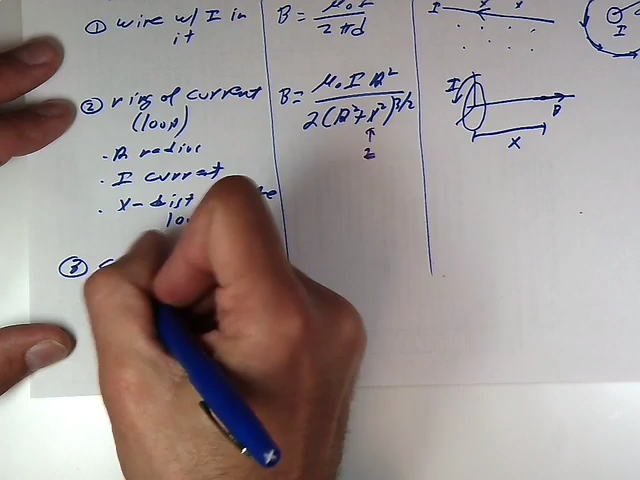 ① wire w/ I in
it
B = μ₀I
2πd
I
I
② ring of current
(loop)
· R radius
· I current
· x - dist
B = μ₀ I R²
2(R²+x²)^3/2
↑
z
I
B
x
③